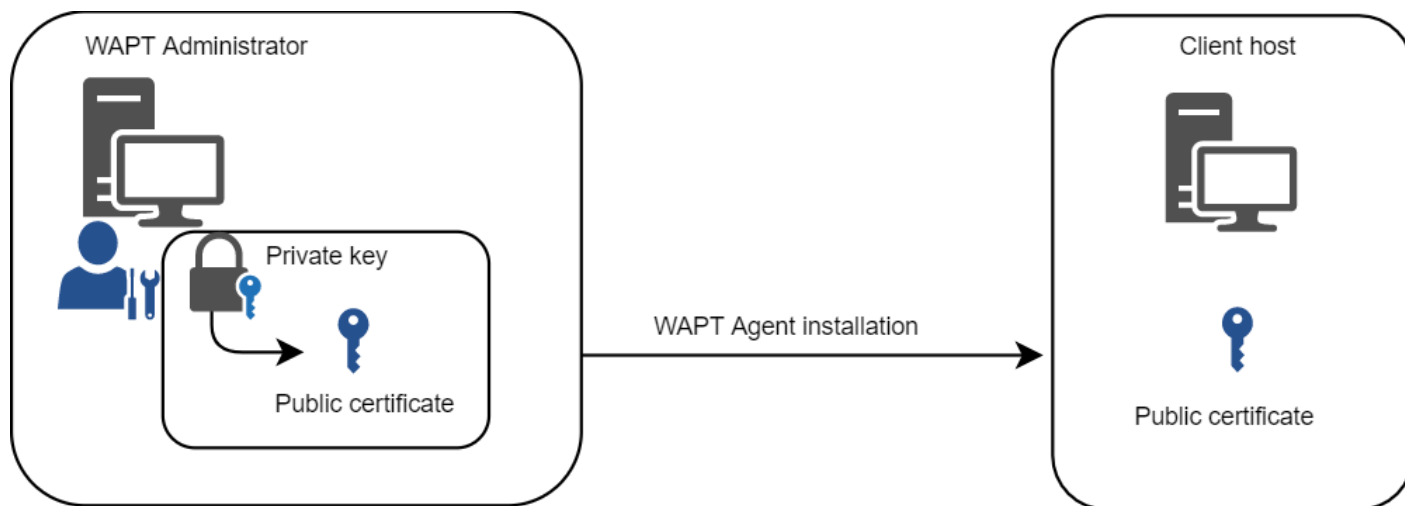 WAPT Administrator
Private key
Public certificate
WAPT Agent installation
Client host
Public certificate